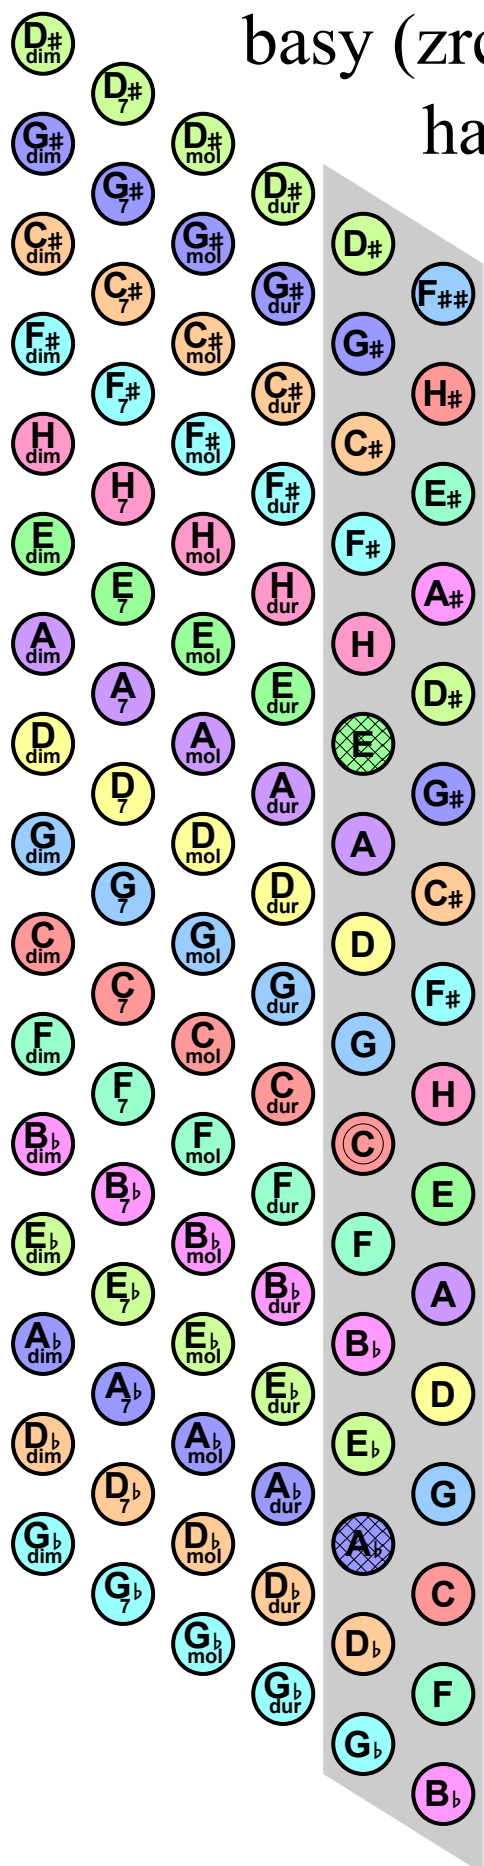 basy (zrc
ha
D♯ dim
G♯ dim
C♯ dim
F♯ dim
H dim
E dim
A dim
D dim
G dim
C dim
F dim
B♭ dim
E♭ dim
A♭ dim
D♭ dim
G♭ dim
D♯ 7
G♯ 7
C♯ 7
F♯ 7
H 7
E 7
A 7
D 7
G 7
C 7
F 7
B♭ 7
E♭ 7
A♭ 7
D♭ 7
G♭ 7
D♯ mol
G♯ mol
C♯ mol
F♯ mol
H mol
E mol
A mol
D mol
G mol
C mol
F mol
B♭ mol
E♭ mol
A♭ mol
D♭ mol
G♭ mol
D♯ dur
G♯ dur
C♯ dur
F♯ dur
H dur
E dur
A dur
D dur
G dur
C dur
F dur
B♭ dur
E♭ dur
A♭ dur
D♭ dur
G♭ dur
D♯
G♯
C♯
F♯
H
E
A
D
G
C
F
B♭
E♭
A♭
D♭
G♭
F♯♯
H♯
E♯
A♯
D♯
G♯
C♯
F♯
H
E
A
D
G
C
F
B♭